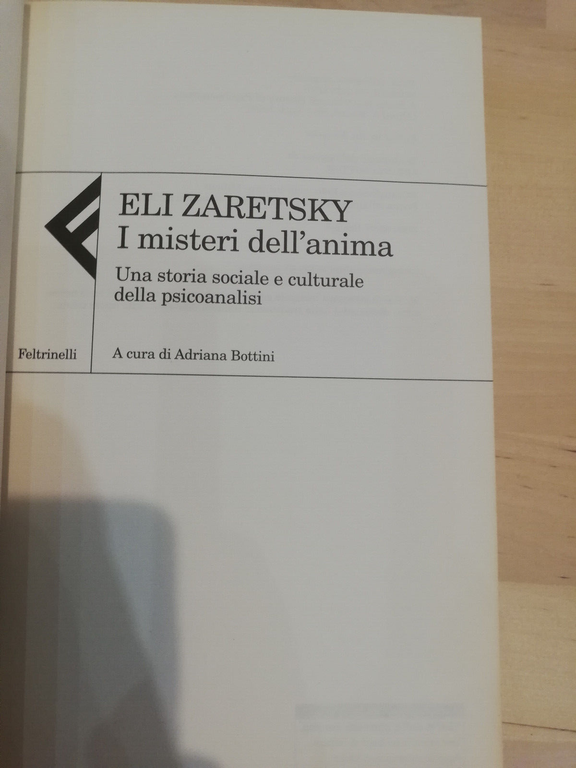 ELI ZARETSKY
I misteri dell'anima
Una storia sociale e culturale
della psicoanalisi
Feltrinelli
A cura di Adriana Bottini